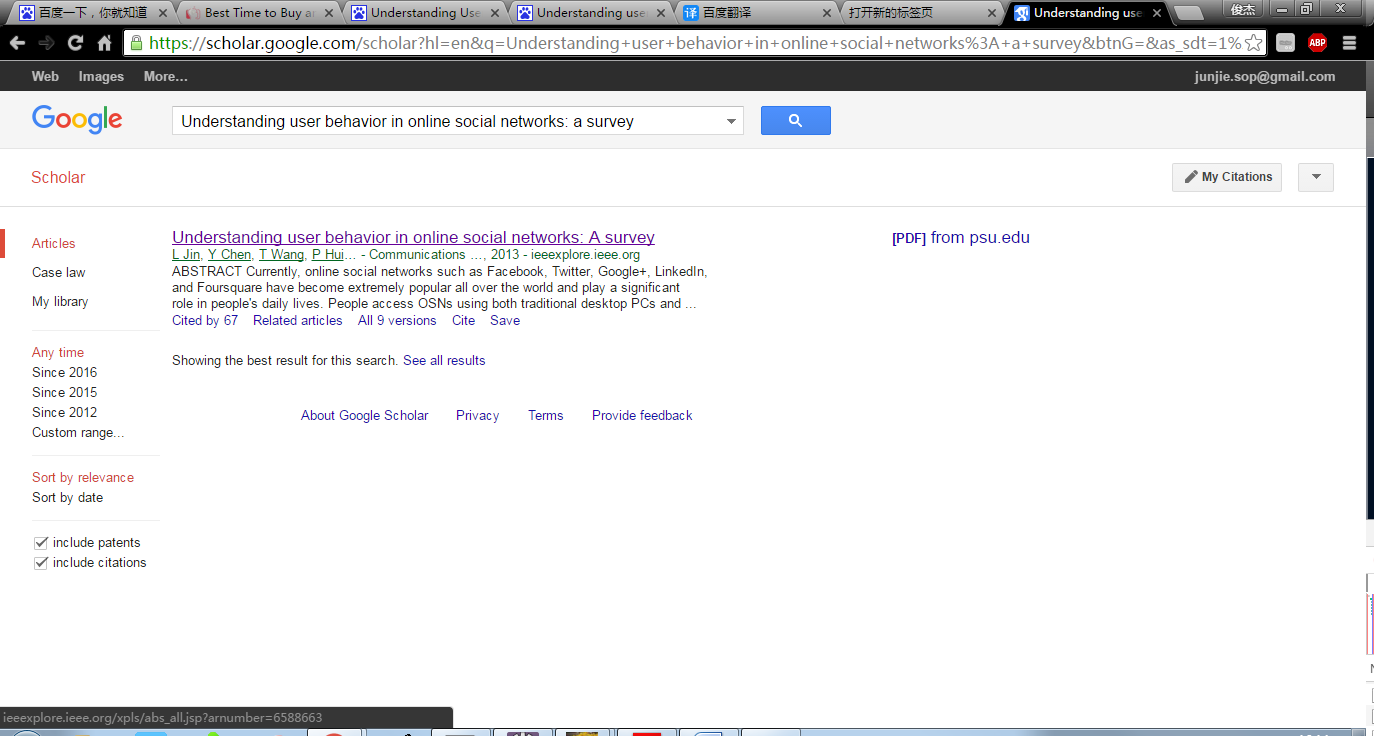 百度一下，你就知道
Best Time to Buy a
Understanding Use
Understanding use
百度翻译
打开新的标签页
Understanding use
俊杰
https://scholar.google.com/scholar?hl=en&q=Understanding+user+behavior+in+online+social+networks%3A+a+survey&btnG=&as_sdt=1%
ABP
Web Images More…
junjie.sop@gmail.com
Google
Understanding user behavior in online social networks: a survey
Scholar
My Citations
Articles
Case law
My library
Any time
Since 2016
Since 2015
Since 2012
Custom range...
Sort by relevance
Sort by date
include patents
include citations
Understanding user behavior in online social networks: A survey
L Jin, Y Chen, T Wang, P Hui… - Communications …, 2013 - ieeexplore.ieee.org
ABSTRACT Currently, online social networks such as Facebook, Twitter, Google+, LinkedIn,
and Foursquare have become extremely popular all over the world and play a significant
role in people's daily lives. People access OSNs using both traditional desktop PCs and ...
Cited by 67 Related articles All 9 versions Cite Save
[PDF] from psu.edu
Showing the best result for this search. See all results
About Google Scholar Privacy Terms Provide feedback
ieeexplore.ieee.org/xpls/abs_all.jsp?arnumber=6588663